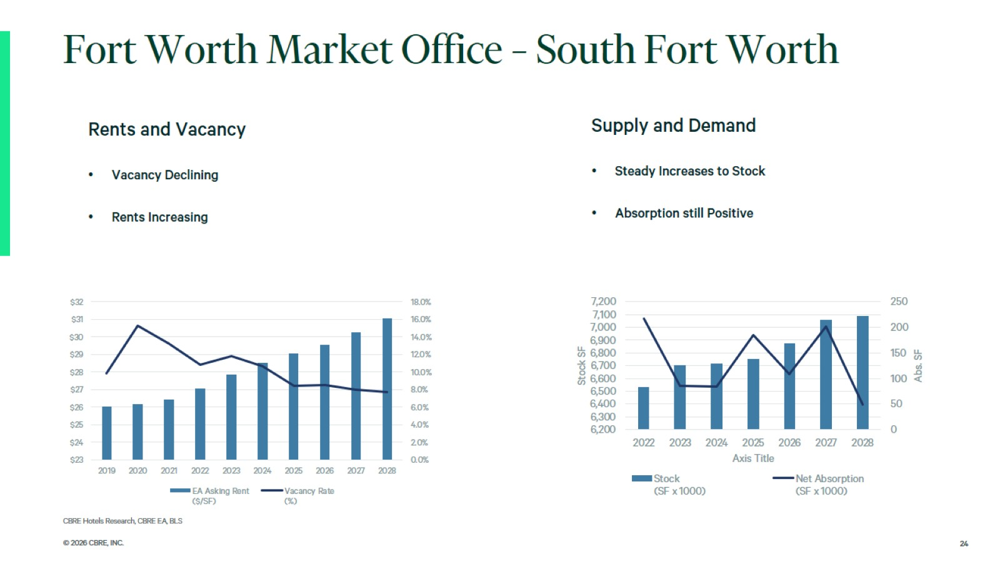 Fort Worth Market Office – South Fort Worth
Rents and Vacancy
• Vacancy Declining
• Rents Increasing
Supply and Demand
• Steady Increases to Stock
• Absorption still Positive
$32
$31
$30
$29
$28
$27
$26
$25
$24
$23
18.0%
16.0%
14.0%
12.0%
10.0%
8.0%
6.0%
4.0%
2.0%
0.0%
2019 2020 2021 2022 2023 2024 2025 2026 2027 2028
EA Asking Rent
($/SF)
Vacancy Rate
(%)
Stock SF
7,200
7,100
7,000
6,900
6,800
6,700
6,600
6,500
6,400
6,300
6,200
250
200
150
100
50
0
Abs. SF
2022 2023 2024 2025 2026 2027 2028
Axis Title
Stock
(SF x 1000)
Net Absorption
(SF x 1000)
CBRE Hotels Research, CBRE EA, BLS
© 2026 CBRE, INC.
24